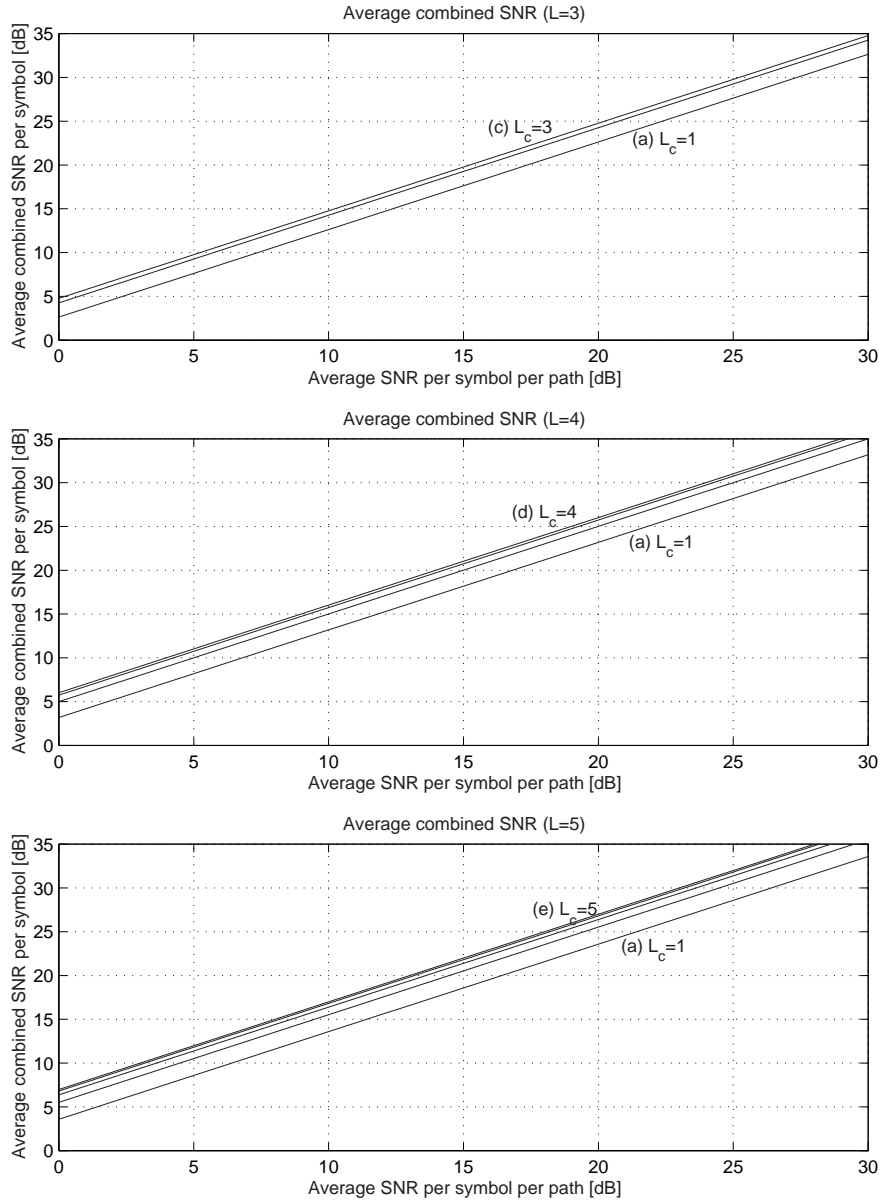 Average combined SNR (L=3)
35
30
25
20
15
10
5
0
Average combined SNR per symbol [dB]
(c) L_c=3
(a) L_c=1
0 5 10 15 20 25 30
Average SNR per symbol per path [dB]
Average combined SNR (L=4)
35
30
25
20
15
10
5
0
Average combined SNR per symbol [dB]
(d) L_c=4
(a) L_c=1
0 5 10 15 20 25 30
Average SNR per symbol per path [dB]
Average combined SNR (L=5)
35
30
25
20
15
10
5
0
Average combined SNR per symbol [dB]
(e) L_c=5
(a) L_c=1
0 5 10 15 20 25 30
Average SNR per symbol per path [dB]